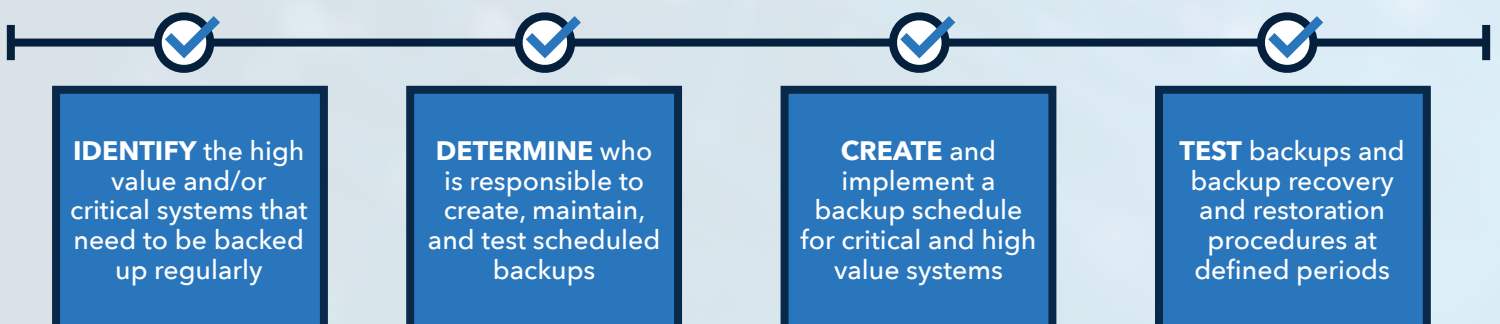 IDENTIFY the high
value and/or
critical systems that
need to be backed
up regularly
DETERMINE who
is responsible to
create, maintain,
and test scheduled
backups
CREATE and
implement a
backup schedule
for critical and high
value systems
TEST backups and
backup recovery
and restoration
procedures at
defined periods